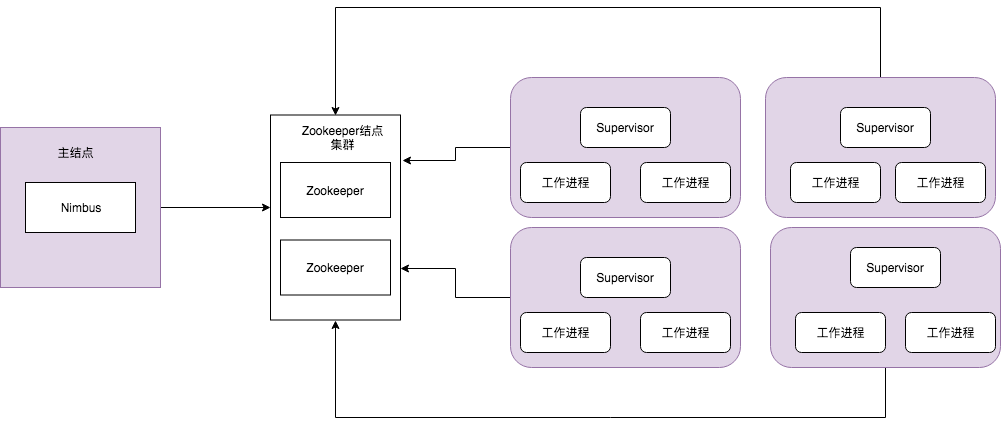 主结点
Nimbus
Zookeeper结点
集群
Zookeeper
Zookeeper
Supervisor
工作进程
工作进程
Supervisor
工作进程
工作进程
Supervisor
工作进程
工作进程
Supervisor
工作进程
工作进程